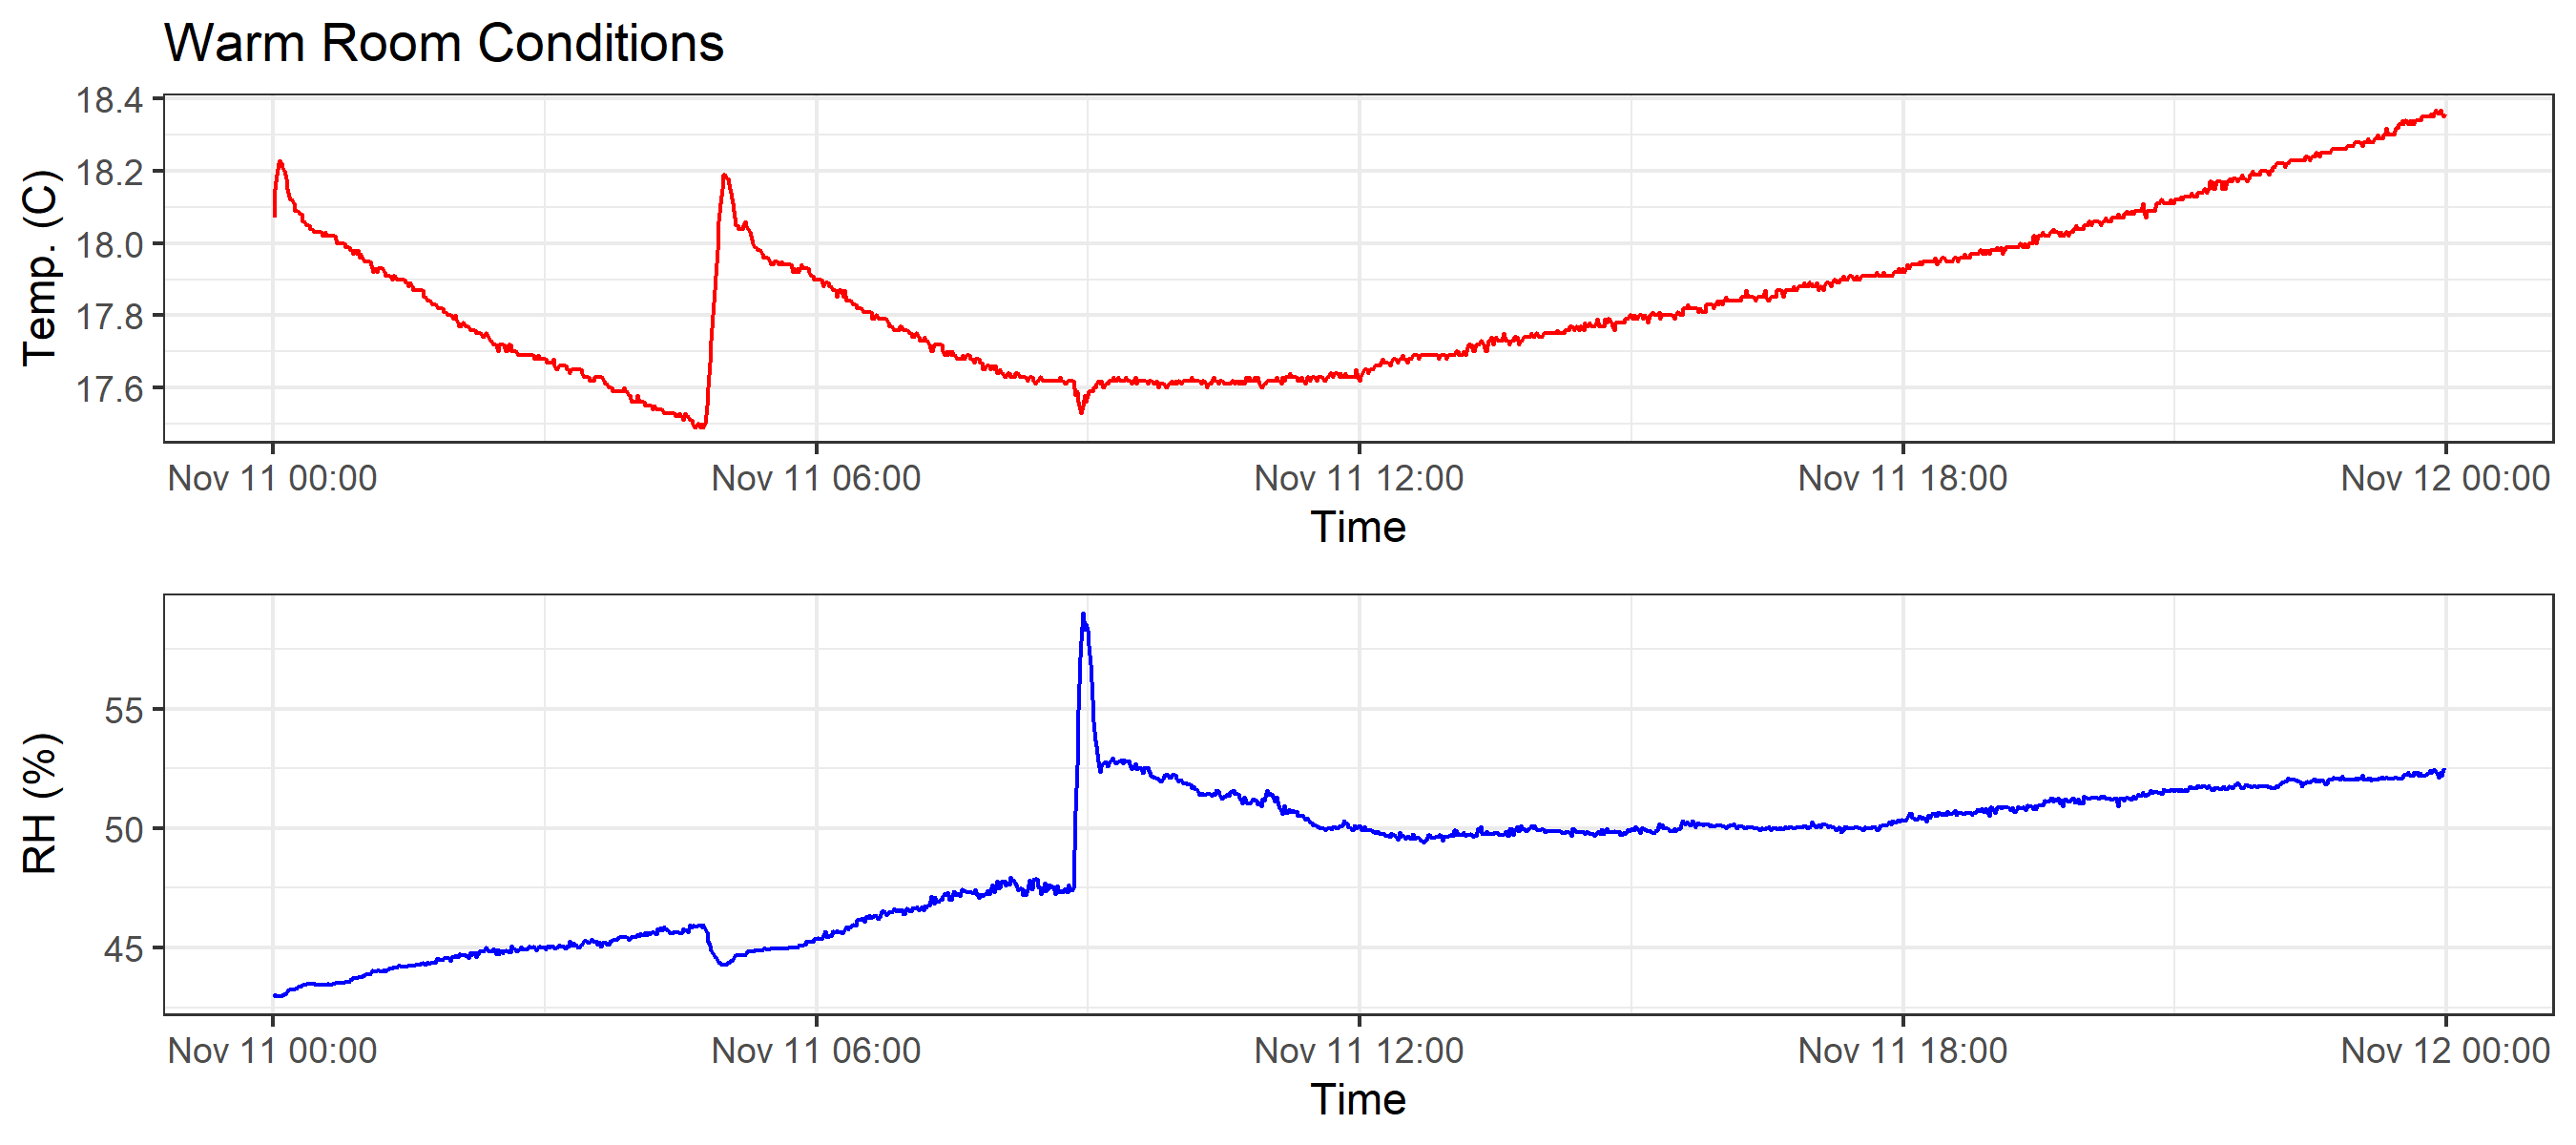 Warm Room Conditions
Temp. (C)
18.4
18.2
18.0
17.8
17.6
Nov 11 00:00 Nov 11 06:00 Nov 11 12:00 Nov 11 18:00 Nov 12 00:00
Time
RH (%)
55
50
45
Nov 11 00:00 Nov 11 06:00 Nov 11 12:00 Nov 11 18:00 Nov 12 00:00
Time